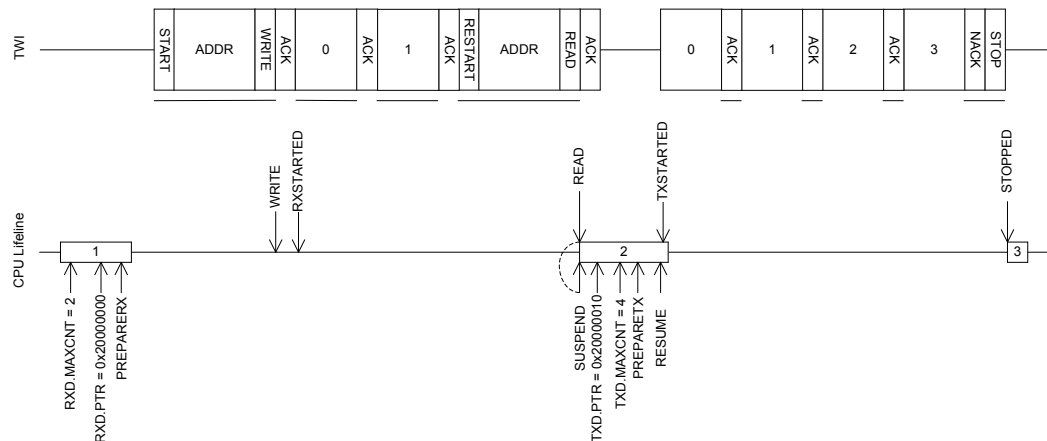 TWI
START
ADDR
WRITE
ACK
0
ACK
1
ACK
RESTART
ADDR
READ
ACK
0
ACK
1
ACK
2
ACK
3
NACK
STOP
CPU Lifeline
WRITE
RXSTARTED
READ
TXSTARTED
STOPPED
1
2
3
RXD.MAXCNT = 2
RXD.PTR = 0x20000000
PREPARERX
SUSPEND
TXD.PTR = 0x20000010
TXD.MAXCNT = 4
PREPARETX
RESUME